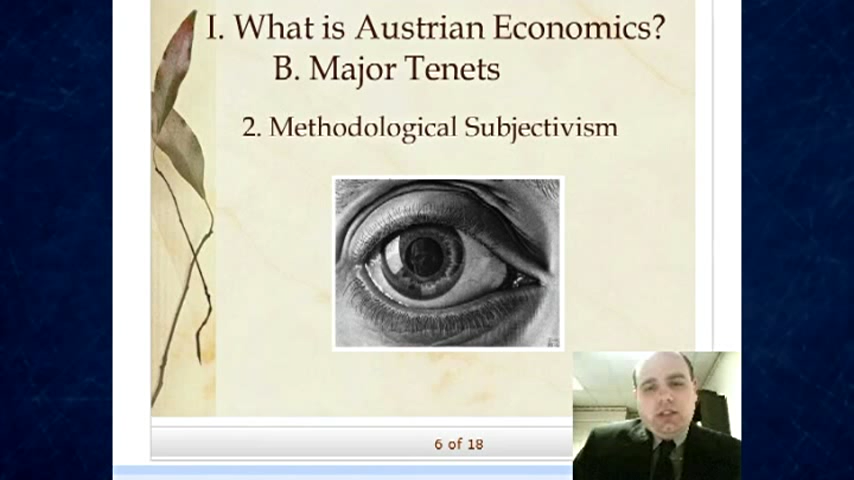 I. What is Austrian Economics?
B. Major Tenets
2. Methodological Subjectivism
6 of 18